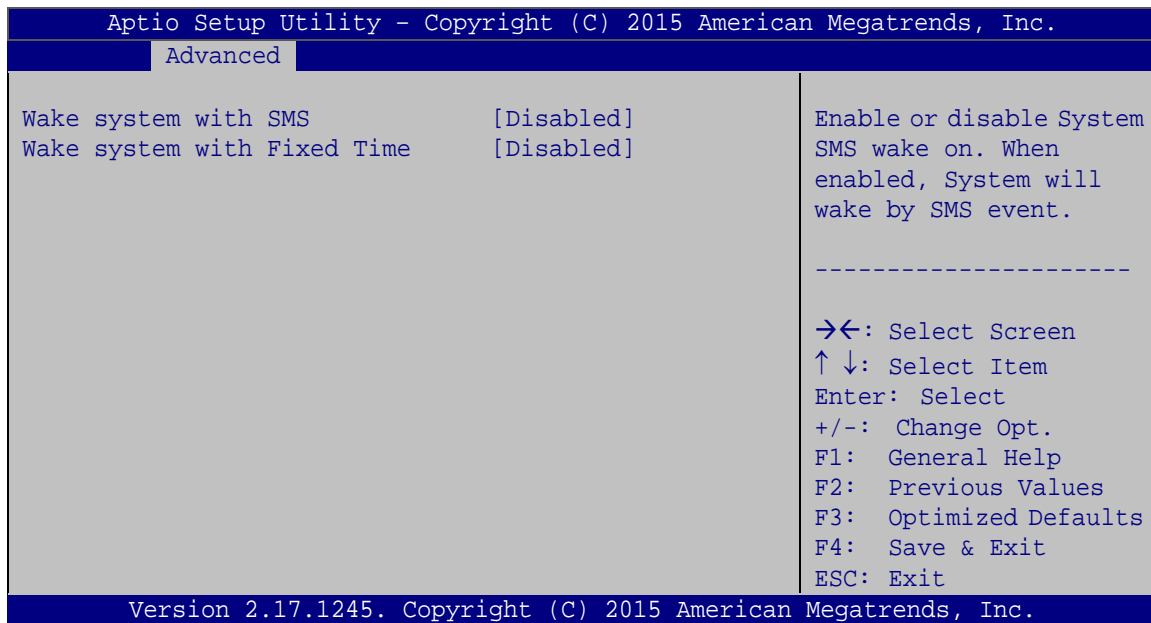 Aptio Setup Utility – Copyright (C) 2015 American Megatrends, Inc.
Advanced
Wake system with SMS [Disabled]
Wake system with Fixed Time [Disabled]
Enable or disable System
SMS wake on. When
enabled, System will
wake by SMS event.
----------------------
→←: Select Screen
↑ ↓: Select Item
Enter: Select
+/-: Change Opt.
F1: General Help
F2: Previous Values
F3: Optimized Defaults
F4: Save & Exit
ESC: Exit
Version 2.17.1245. Copyright (C) 2015 American Megatrends, Inc.